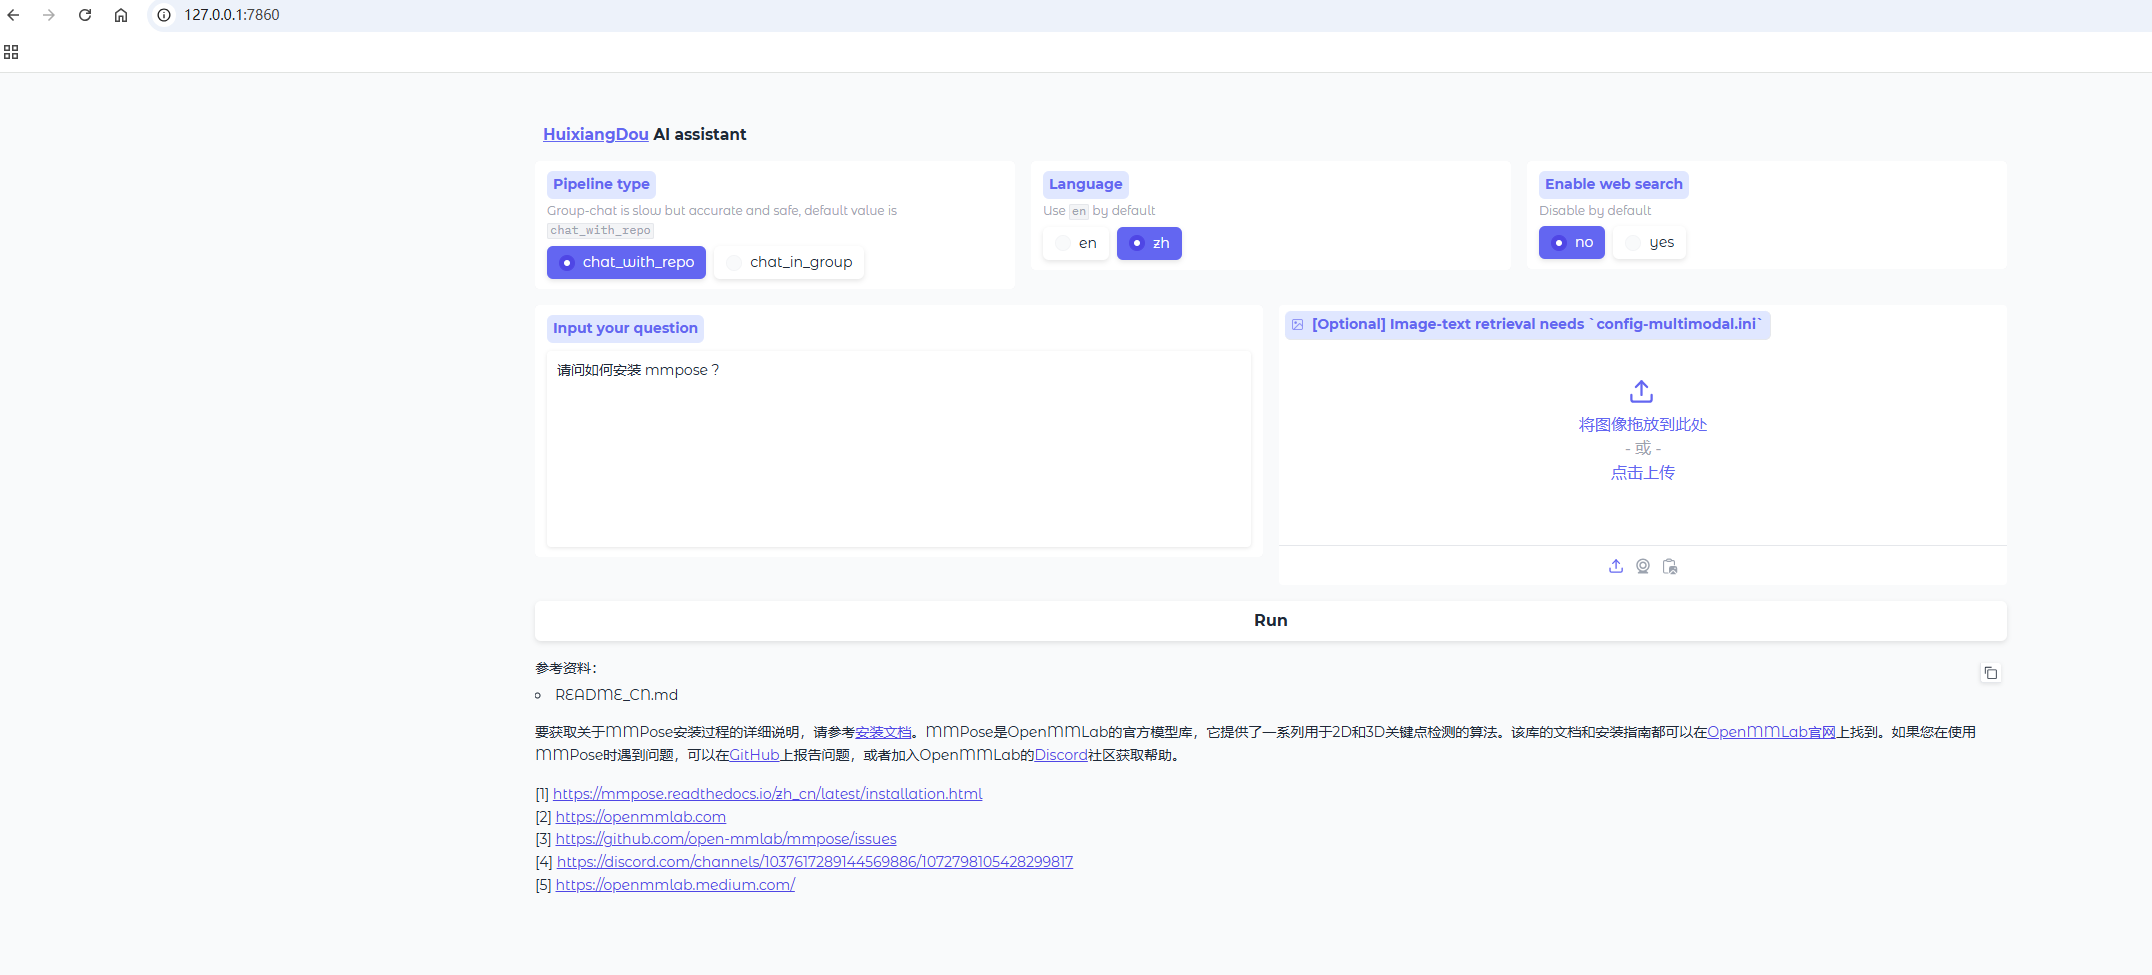 127.0.0.1:7860
HuixiangDou AI assistant
Pipeline type
Group-chat is slow but accurate and safe, default value is
chat_with_repo
chat_with_repo
chat_in_group
Language
Use en by default
en
zh
Enable web search
Disable by default
no
yes
Input your question
请问如何安装 mmpose ?
[Optional] Image-text retrieval needs `config-multimodal.ini`
将图像拖放到此处
- 或 -
点击上传
Run
参考资料：
README_CN.md
要获取关于MMPose安装过程的详细说明，请参考安装文档。MMPose是OpenMMLab的官方模型库，它提供了一系列用于2D和3D关键点检测的算法。该库的文档和安装指南都可以在OpenMMLab官网上找到。如果您在使用
MMPose时遇到问题，可以在GitHub上报告问题，或者加入OpenMMLab的Discord社区获取帮助。
[1] https://mmpose.readthedocs.io/zh_cn/latest/installation.html
[2] https://openmmlab.com
[3] https://github.com/open-mmlab/mmpose/issues
[4] https://discord.com/channels/1037617289144569886/1072798105428299817
[5] https://openmmlab.medium.com/